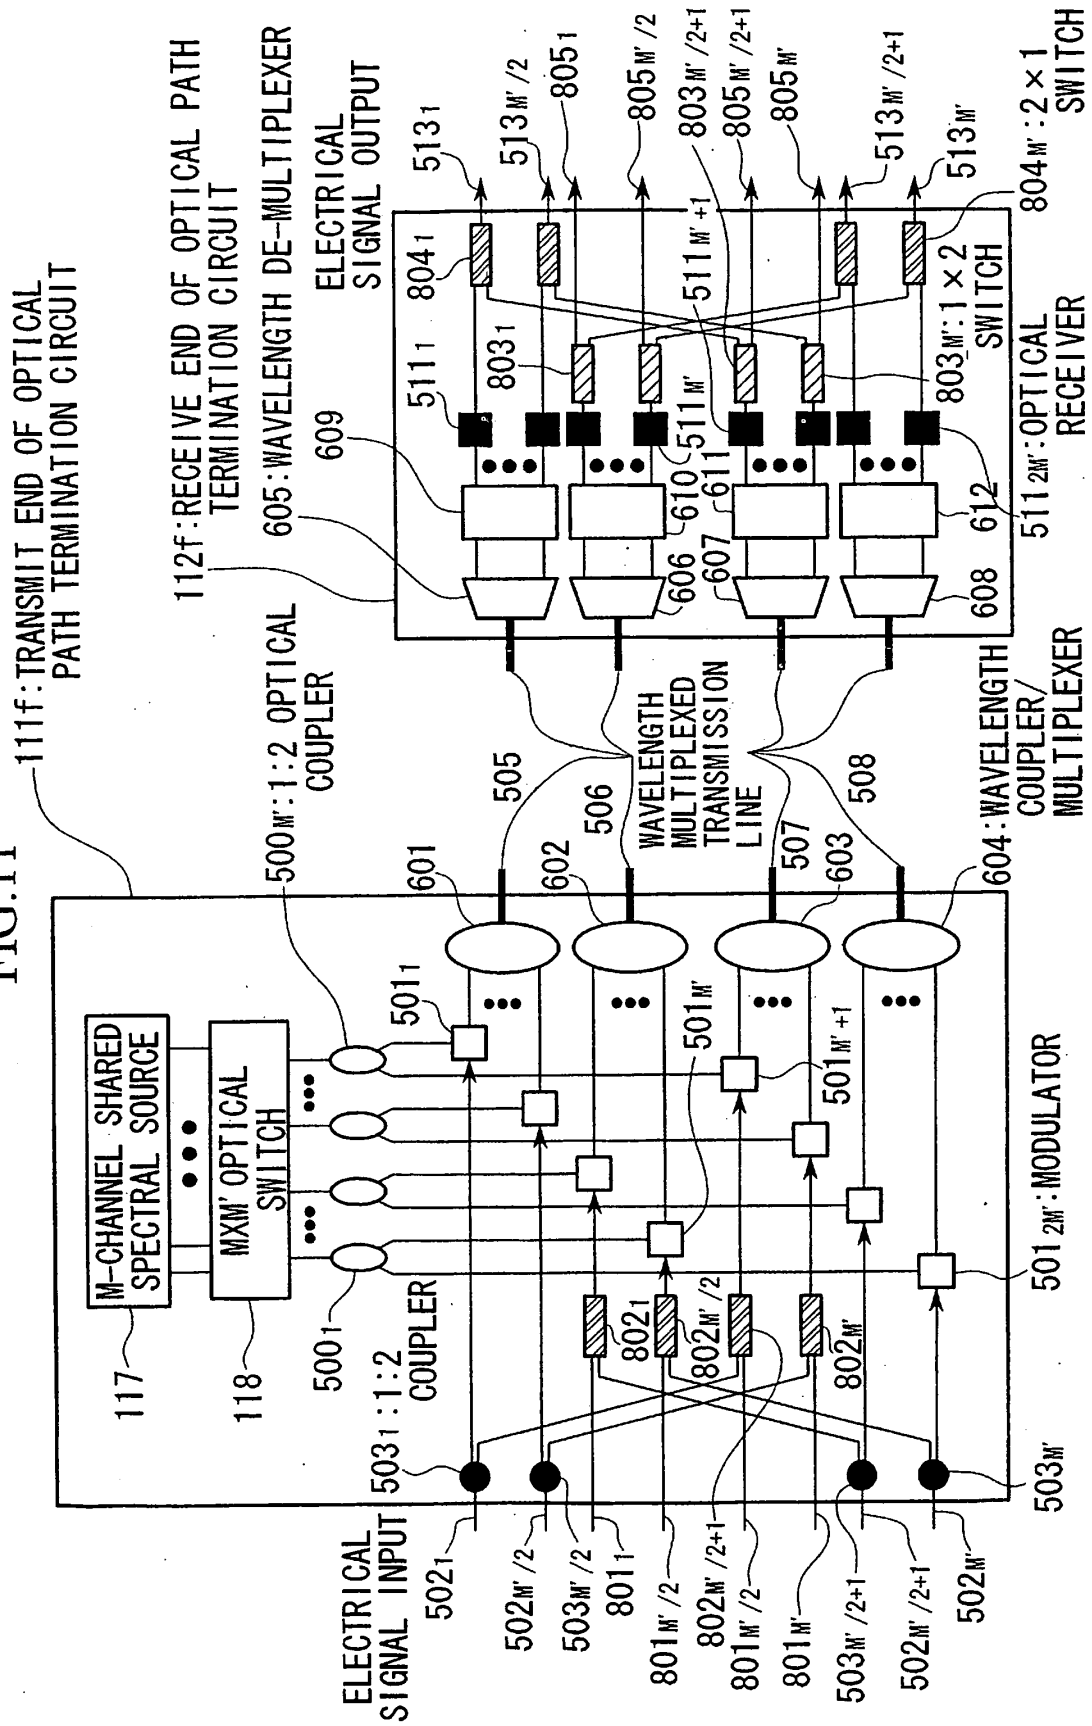 FIG.11
111f:TRANSMIT END OF OPTICAL
PATH TERMINATION CIRCUIT
112f:RECEIVE END OF OPTICAL PATH
TERMINATION CIRCUIT
605:WAVELENGTH DE-MULTIPLEXER
ELECTRICAL
SIGNAL OUTPUT
500M':1:2 OPTICAL
COUPLER
M-CHANNEL SHARED
SPECTRAL SOURCE
MXM' OPTICAL
SWITCH
117
118
5001
5031:1:2
COUPLER
ELECTRICAL
SIGNAL INPUT
5021
502M'/2
503M'/2
8011
801M'/2
802M'/2+1
801M'/2
801M'
503M'/2+1
502M'/2+1
502M'
503M'
8021
802M'/2
802M'
5011
501M'
501M'+1
5012M':MODULATOR
601
602
603
604:WAVELENGTH
COUPLER/
MULTIPLEXER
505
506
WAVELENGTH
MULTIPLEXED
TRANSMISSION
LINE
507
508
609
606
607
608
610
611
612
5111
511M'
511M'+1
5112M':OPTICAL
RECEIVER
8031
803M'/2+1
803M':1×2
SWITCH
8041
804M':2×1
SWITCH
5131
513M'/2
8051
805M'/2
805M'/2+1
805M'
513M'/2+1
513M'